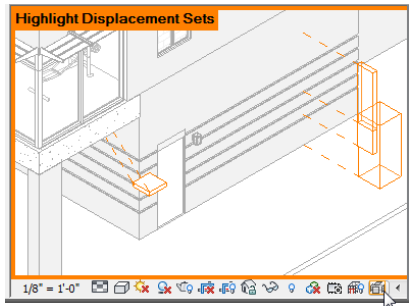 Highlight Displacement Sets
1/8" = 1'-0"